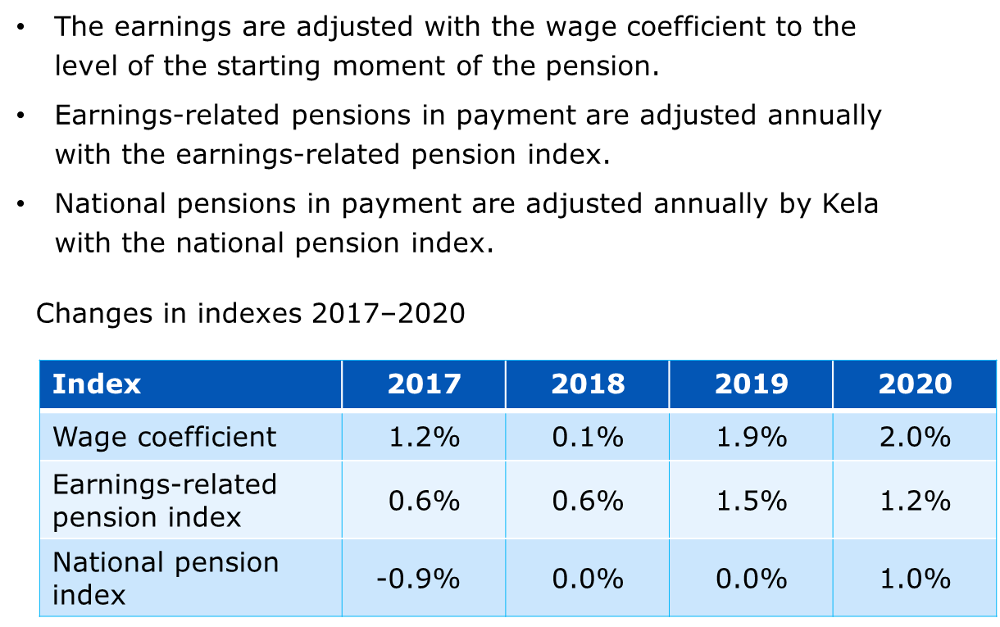 • The earnings are adjusted with the wage coefficient to the
level of the starting moment of the pension.
• Earnings-related pensions in payment are adjusted annually
with the earnings-related pension index.
• National pensions in payment are adjusted annually by Kela
with the national pension index.
Changes in indexes 2017–2020
Index 2017 2018 2019 2020
Wage coefficient 1.2% 0.1% 1.9% 2.0%
Earnings-related
pension index 0.6% 0.6% 1.5% 1.2%
National pension
index -0.9% 0.0% 0.0% 1.0%